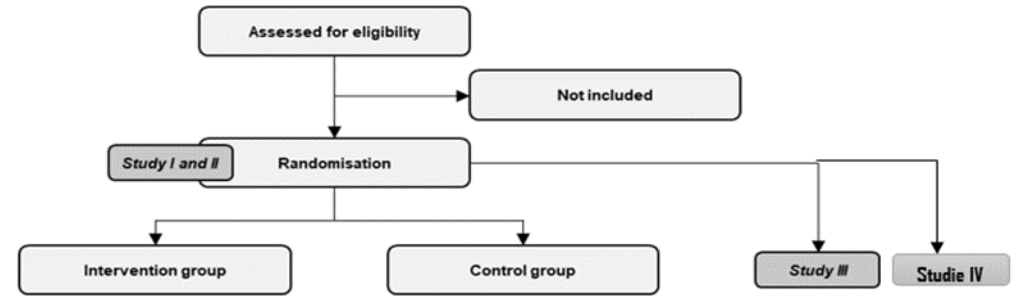 Assessed for eligibility
Not included
Study I and II
Randomisation
Intervention group
Control group
Study III
Studie IV